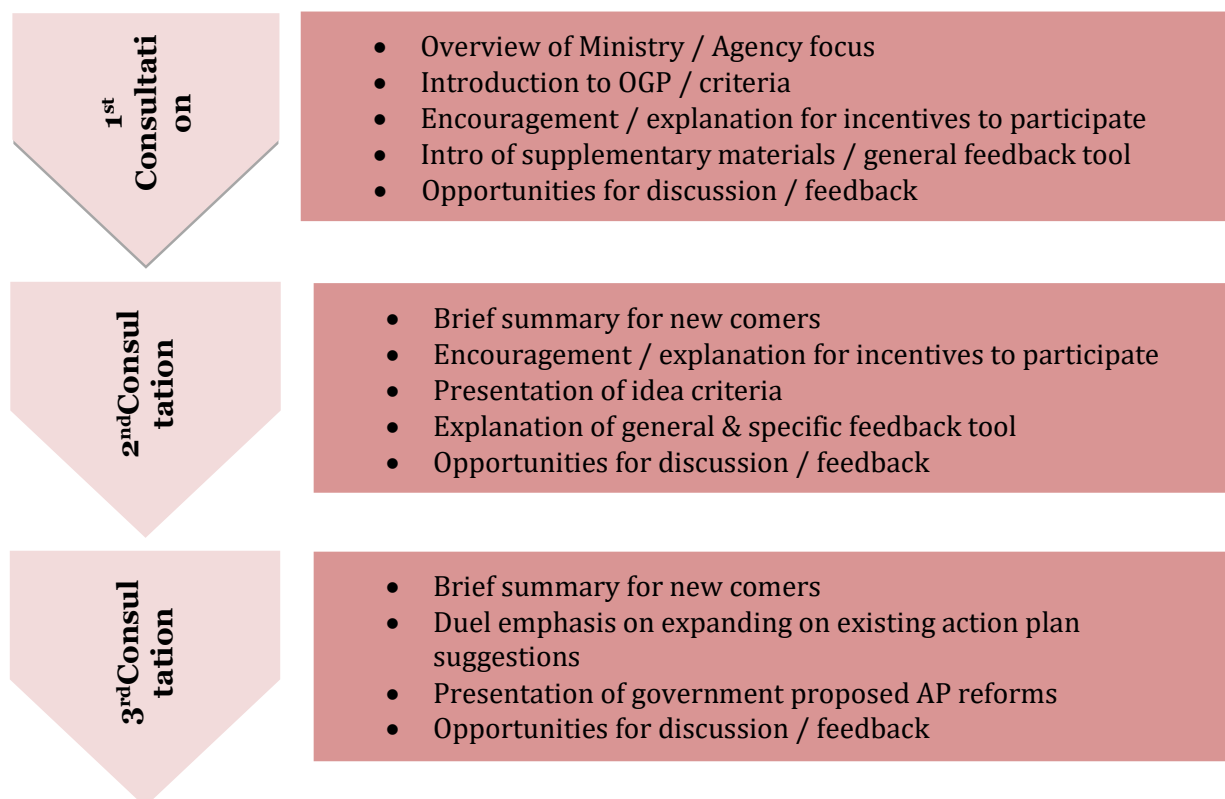 1st
Consultati
on
• Overview of Ministry / Agency focus
• Introduction to OGP / criteria
• Encouragement / explanation for incentives to participate
• Intro of supplementary materials / general feedback tool
• Opportunities for discussion / feedback
2ndConsul
tation
• Brief summary for new comers
• Encouragement / explanation for incentives to participate
• Presentation of idea criteria
• Explanation of general & specific feedback tool
• Opportunities for discussion / feedback
3rdConsul
tation
• Brief summary for new comers
• Duel emphasis on expanding on existing action plan
suggestions
• Presentation of government proposed AP reforms
• Opportunities for discussion / feedback